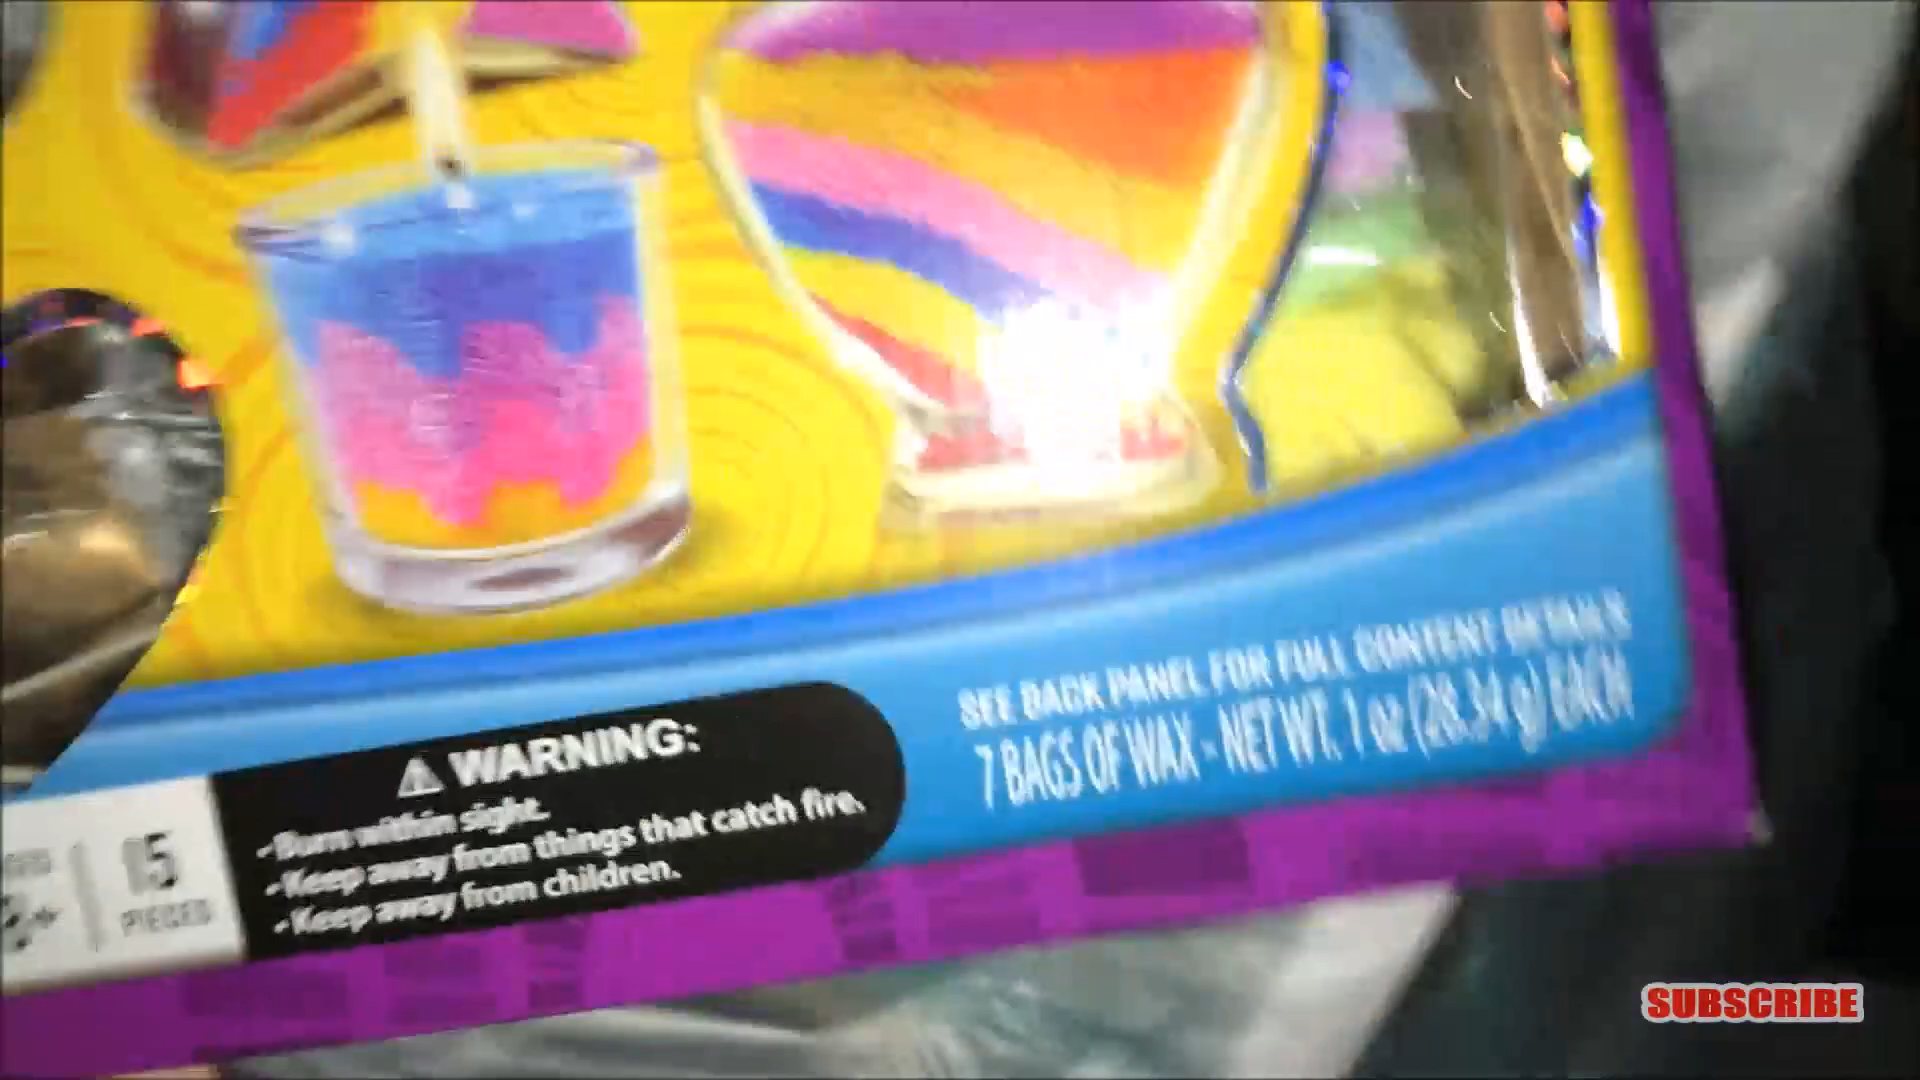 SEE BACK PANEL FOR FULL CONTENT DETAILS
7 BAGS OF WAX - NET WT. 1 oz (28.34 g) EACH
⚠ WARNING:
-Burn within sight.
-Keep away from things that catch fire.
-Keep away from children.
15
PIECES
SUBSCRIBE